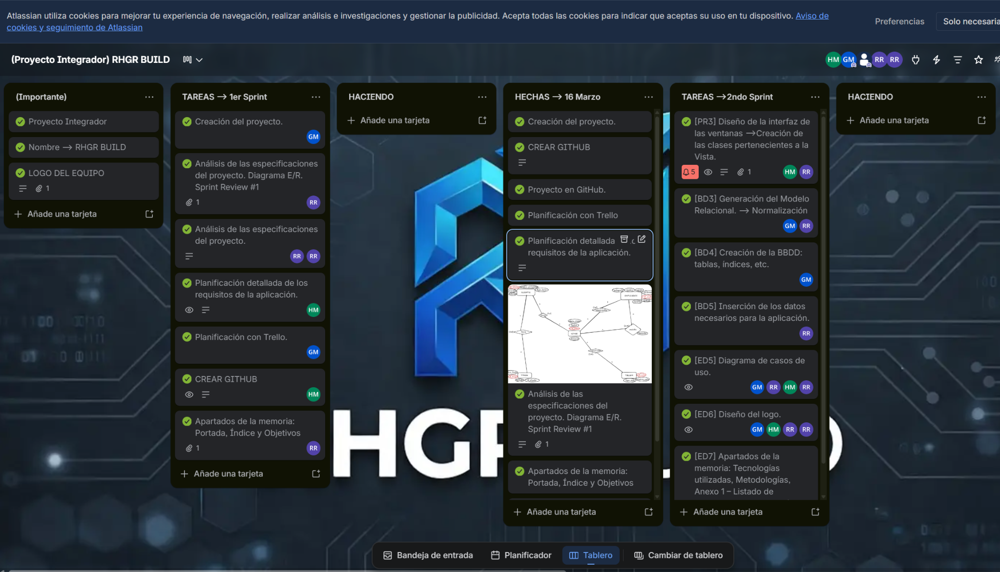 Atlassian utiliza cookies para mejorar tu experiencia de navegación, realizar análisis e investigaciones y gestionar la publicidad. Acepta todas las cookies para indicar que aceptas su uso en tu dispositivo. Aviso de
cookies y seguimiento de Atlassian
Preferencias
Solo necesaria
(Proyecto Integrador) RHGR BUILD
HM GM RR RR
(Importante)
Proyecto Integrador
Nombre → RHGR BUILD
LOGO DEL EQUIPO
1
Añade una tarjeta
TAREAS → 1er Sprint
Creación del proyecto.
GM
Análisis de las especificaciones
del proyecto. Diagrama E/R.
Sprint Review #1
1
RR
Análisis de las especificaciones
del proyecto.
RR RR
Planificación detallada de los
requisitos de la aplicación.
HM
Planificación con Trello.
GM
CREAR GITHUB
HM
Apartados de la memoria:
Portada, Índice y Objetivos
1
RR
Añade una tarjeta
HACIENDO
Añade una tarjeta
HECHAS → 16 Marzo
Creación del proyecto.
CREAR GITHUB
Proyecto en GitHub.
Planificación con Trello
Planificación detallada
requisitos de la aplicación.
Análisis de las
especificaciones del
proyecto. Diagrama E/R.
Sprint Review #1
1
Apartados de la memoria:
Portada, Índice y Objetivos
Añade una tarjeta
TAREAS →2ndo Sprint
[PR3] Diseño de la interfaz de
las ventanas →Creación de
las clases pertenecientes a la
Vista.
5
1
HM RR
[BD3] Generación del Modelo
Relacional. → Normalización
GM RR
[BD4] Creación de la BBDD:
tablas, índices, etc.
GM
[BD5] Inserción de los datos
necesarios para la aplicación.
RR
[ED5] Diagrama de casos de
uso.
GM RR HM RR
[ED6] Diseño del logo.
GM HM RR RR
[ED7] Apartados de la
memoria: Tecnologías
utilizadas, Metodologías,
Anexo 1 – Listado de
Añade una tarjeta
HACIENDO
Añade una tarjeta
HGR
Bandeja de entrada
Planificador
Tablero
Cambiar de tablero